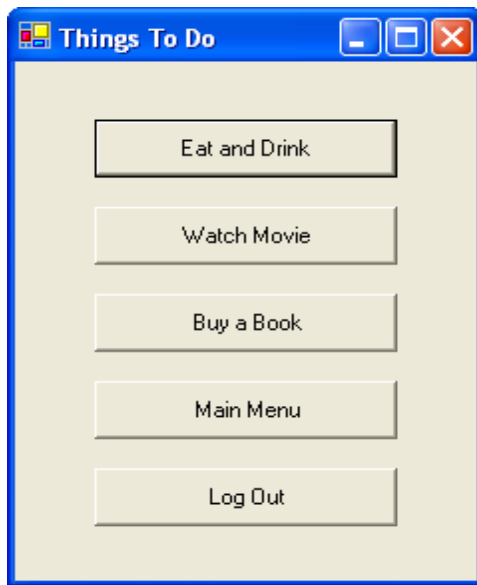 Things To Do
Eat and Drink
Watch Movie
Buy a Book
Main Menu
Log Out